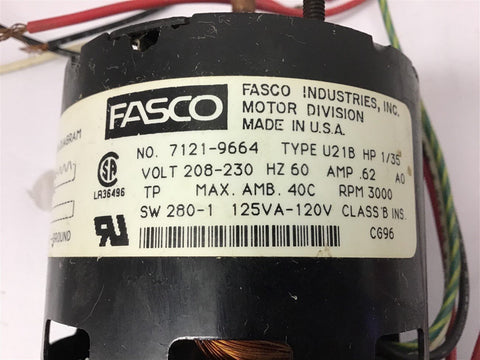 DIAGRAM
GROUND
FASCO
FASCO INDUSTRIES, INC.
MOTOR DIVISION
MADE IN U.S.A.
NO. 7121-9664 TYPE U21B HP 1/35
VOLT 208-230 HZ 60 AMP .62 AO
TP MAX. AMB. 40C RPM 3000
SW 280-1 125VA-120V CLASS B INS.
CG96
SA
LR36496